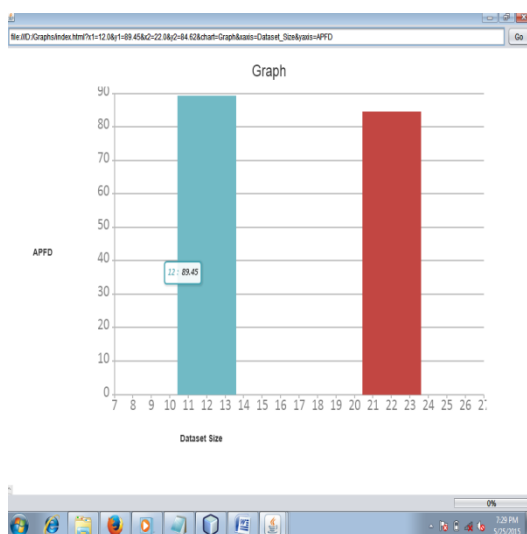 file:///D:/Graphs/index.html?x1=12.0&y1=89.45&x2=22.0&y2=84.62&chart=Graph&xaxis=Dataset_Size&yaxis=APFD Go
Graph
90
80
70
60
50
APFD
40
12 : 89.45
30
20
10
0
7 8 9 10 11 12 13 14 15 16 17 18 19 20 21 22 23 24 25 26
Dataset Size
0%
7:29 PM
5/25/2015